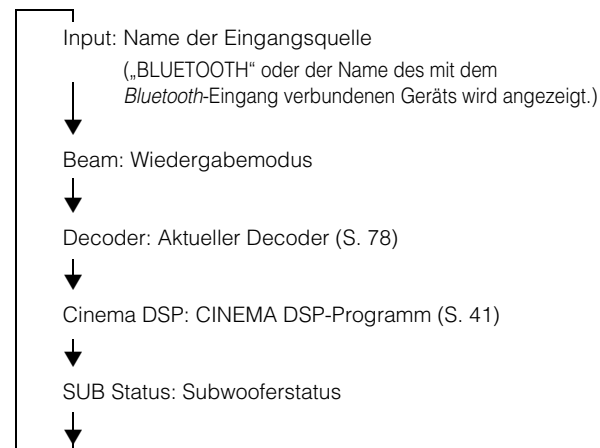 Input: Name der Eingangsquelle
(„BLUETOOTH“ oder der Name des mit dem
Bluetooth-Eingang verbundenen Geräts wird angezeigt.)
Beam: Wiedergabemodus
Decoder: Aktueller Decoder (S. 78)
Cinema DSP: CINEMA DSP-Programm (S. 41)
SUB Status: Subwooferstatus